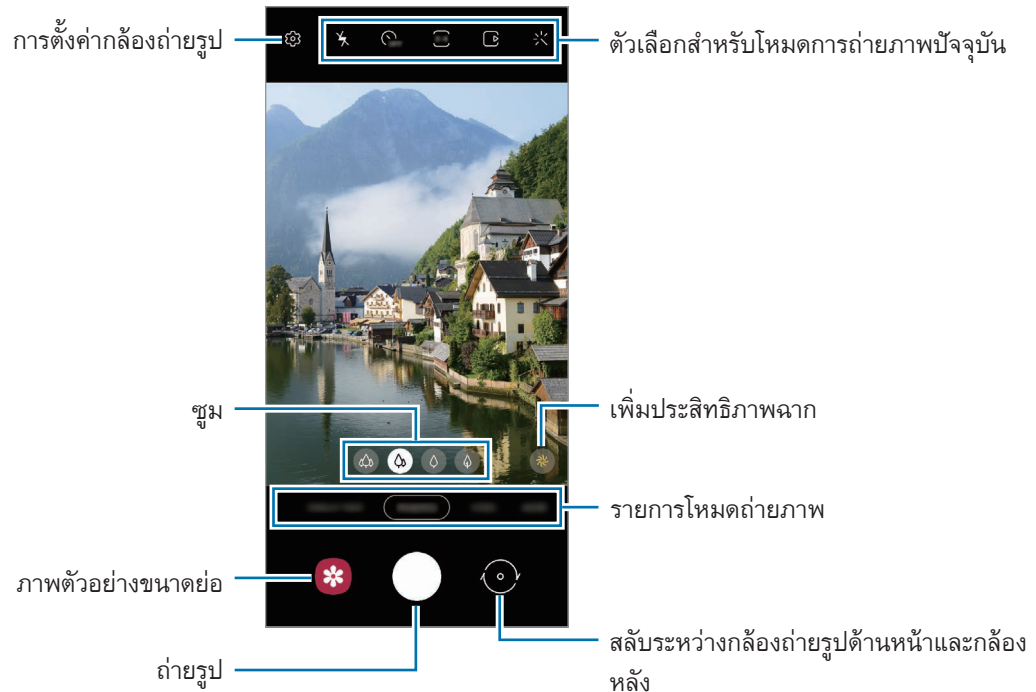 การตั้งค่ากล้องถ่ายรูป
ตัวเลือกสำหรับโหมดการถ่ายภาพปัจจุบัน
ซูม
เพิ่มประสิทธิภาพฉาก
รายการโหมดถ่ายภาพ
ภาพตัวอย่างขนาดย่อ
ถ่ายรูป
สลับระหว่างกล้องถ่ายรูปด้านหน้าและกล้อง
หลัง